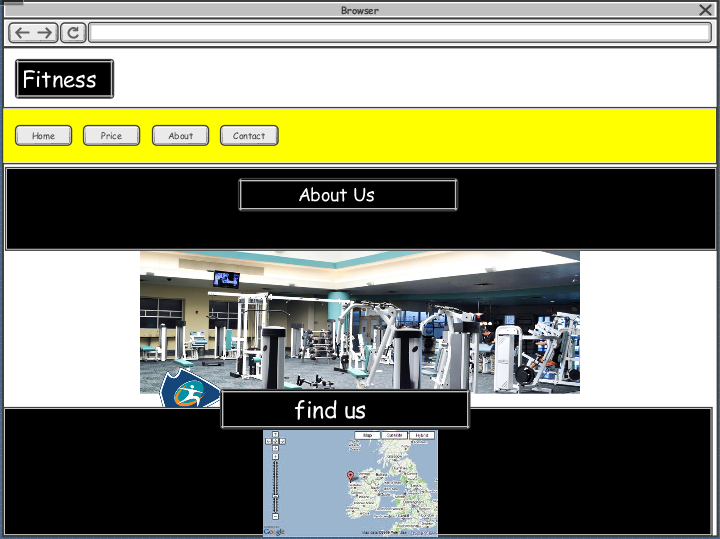 Browser
Fitness
Home Price About Contact
About Us
find us
Map Satellite Hybrid
Google